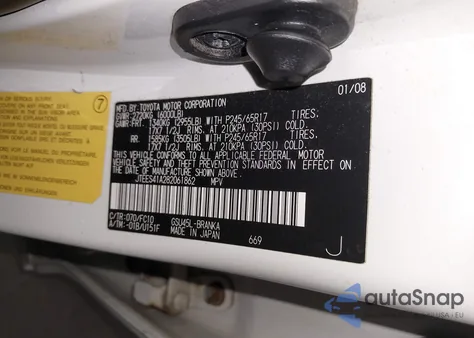 7
01/08
MFD. BY: TOYOTA MOTOR CORPORATION
GVWR: 2720KG (6000LB)
GAWR: FRT. 1340KG (2955LB) WITH P245/65R17 TIRES,
17X7 1/2J RIMS, AT 210KPA (30PSI) COLD.
RR. WITH P245/65R17 TIRES,
17X7 1/2J RIMS, AT 210KPA (30PSI) COLD.
THIS VEHICLE CONFORMS TO ALL APPLICABLE
FEDERAL MOTOR VEHICLE SAFETY AND THEFT
PREVENTION STANDARDS IN EFFECT ON THE DATE
OF MANUFACTURE SHOWN ABOVE.
JTEES41A282061862 MPV
C/TR:070/FC10 GSU45L-BRANKA
A/TM:-01B/U151F MADE IN JAPAN
669
J
autoSnap